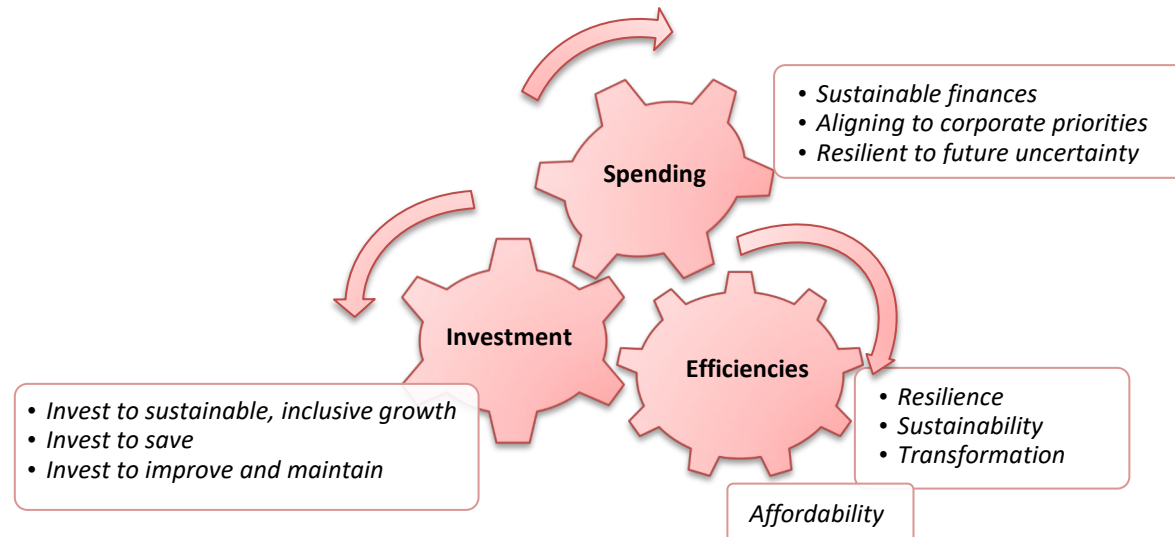 • Sustainable finances
• Aligning to corporate priorities
• Resilient to future uncertainty
Spending
Investment
Efficiencies
• Invest to sustainable, inclusive growth
• Invest to save
• Invest to improve and maintain
• Resilience
• Sustainability
• Transformation
Affordability